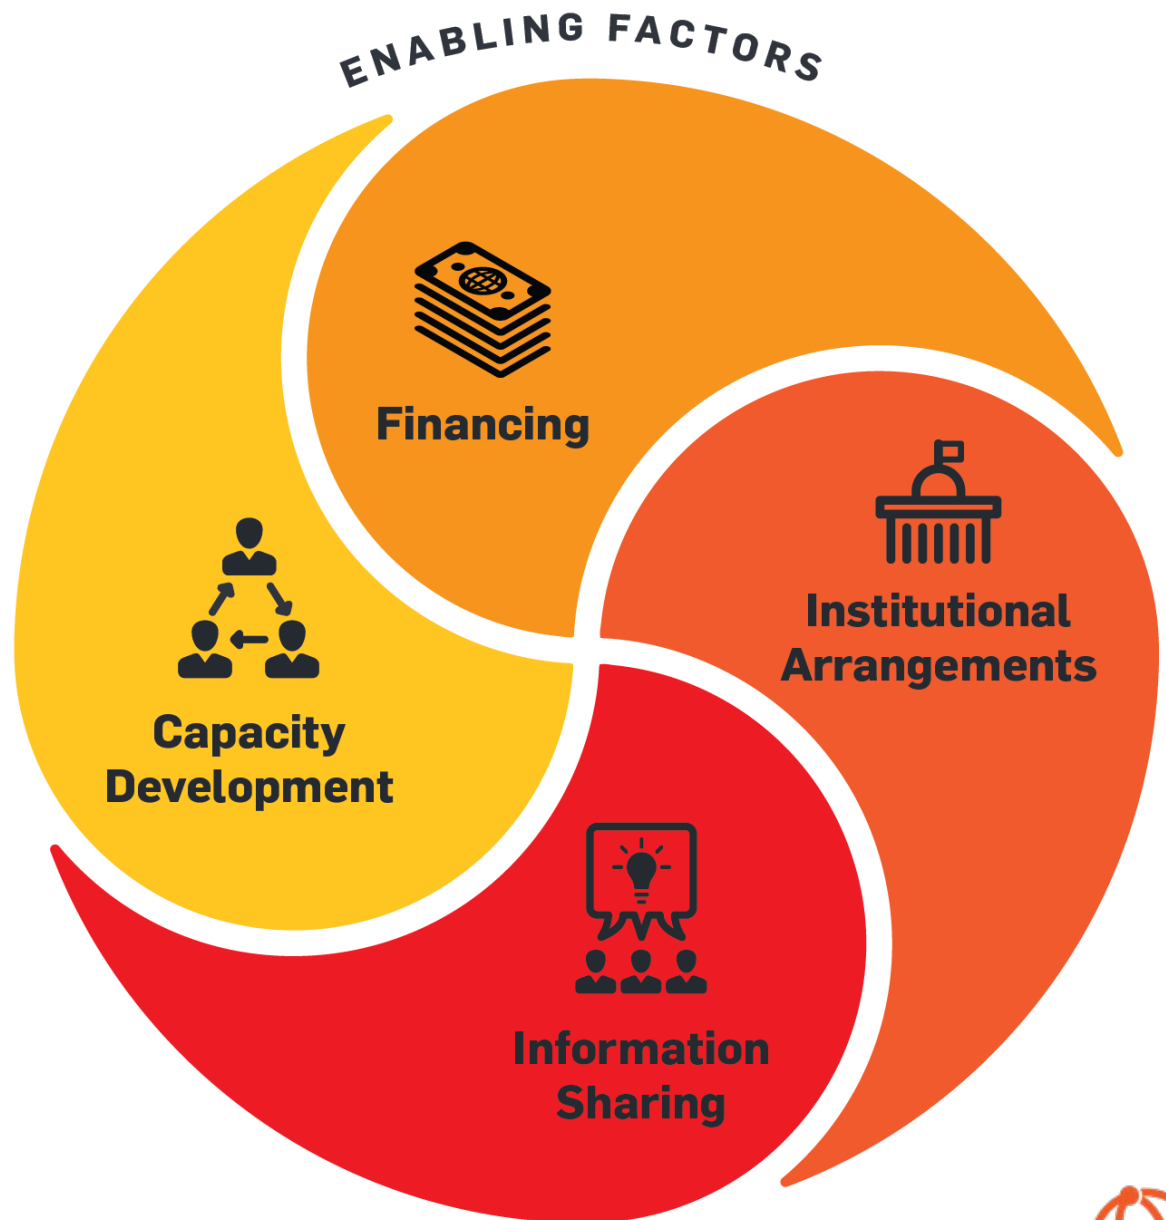 ENABLING FACTORS
Financing
Institutional
Arrangements
Capacity
Development
Information
Sharing